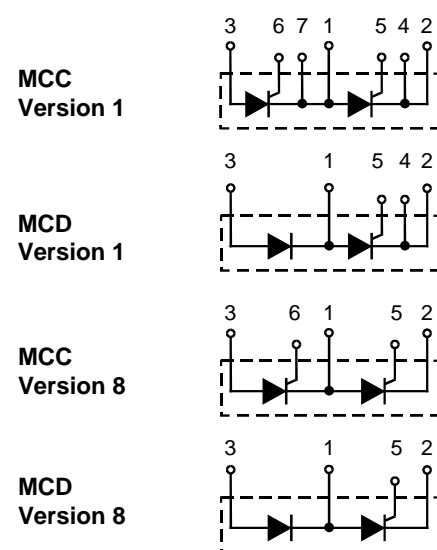 3 6 7 1 5 4 2
MCC
Version 1
3 1 5 4 2
MCD
Version 1
3 6 1 5 2
MCC
Version 8
3 1 5 2
MCD
Version 8